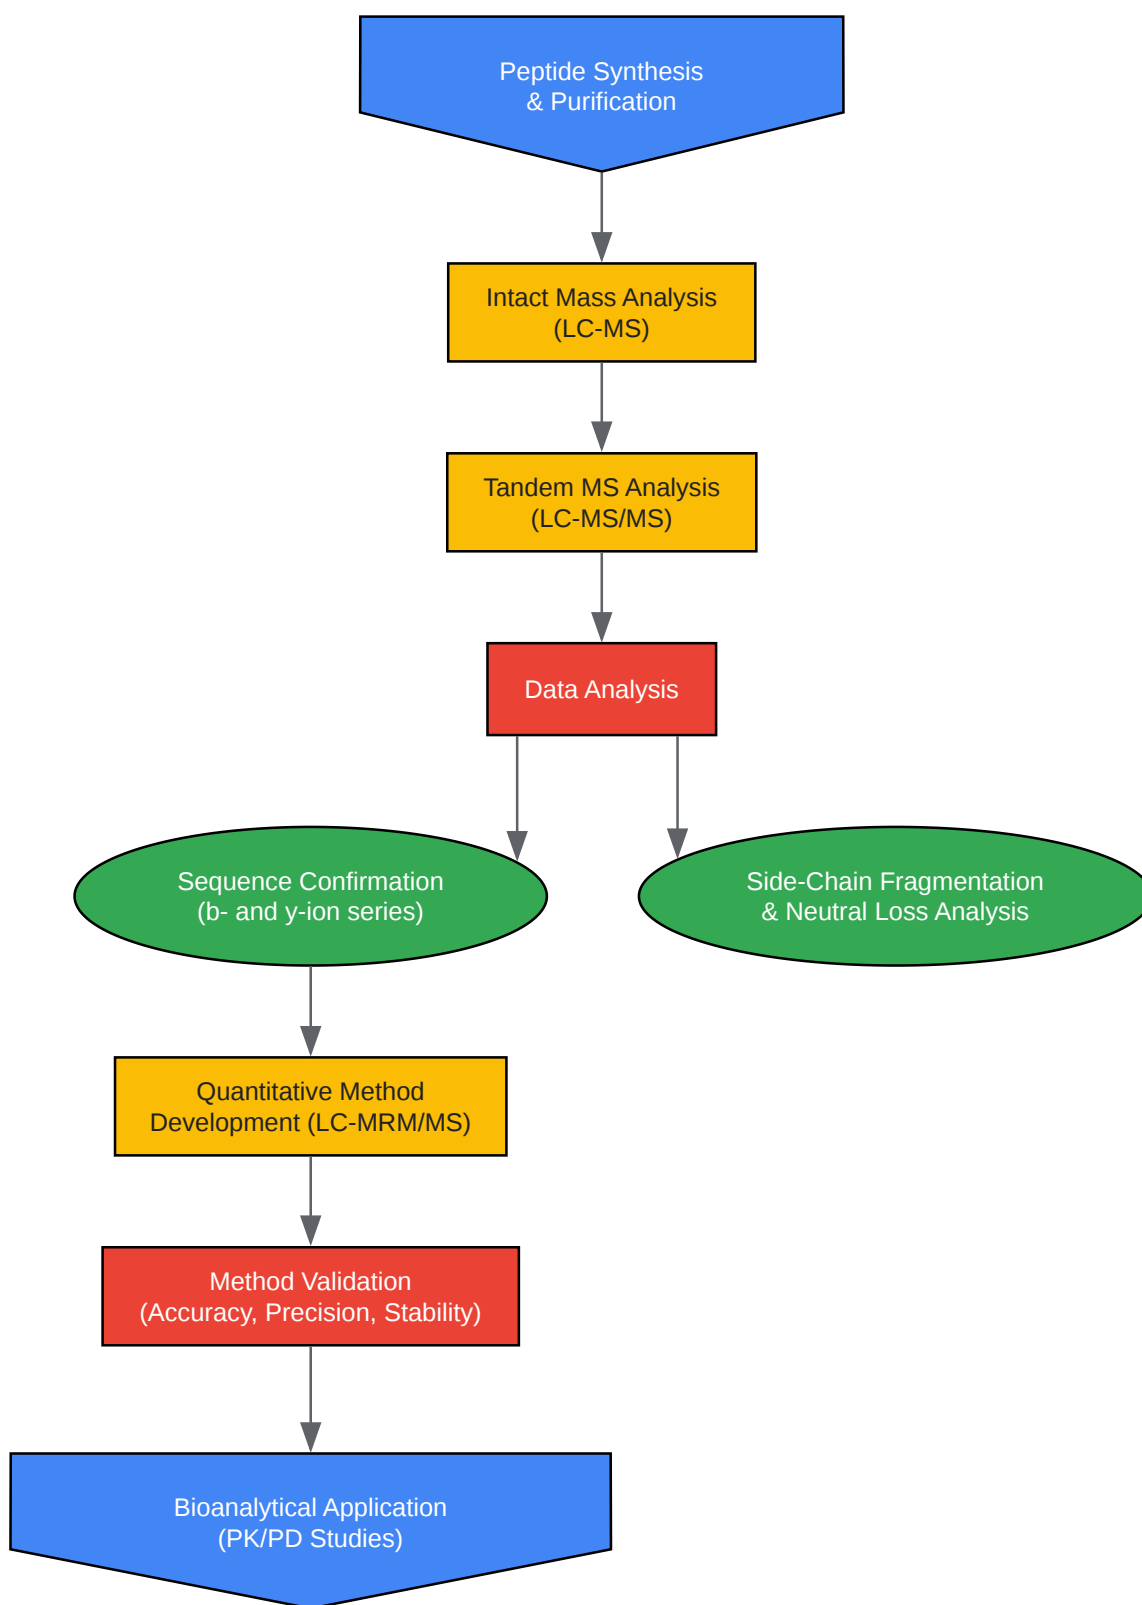 Peptide Synthesis
& Purification
Intact Mass Analysis
(LC-MS)
Tandem MS Analysis
(LC-MS/MS)
Data Analysis
Sequence Confirmation
(b- and y-ion series)
Side-Chain Fragmentation
& Neutral Loss Analysis
Quantitative Method
Development (LC-MRM/MS)
Method Validation
(Accuracy, Precision, Stability)
Bioanalytical Application
(PK/PD Studies)